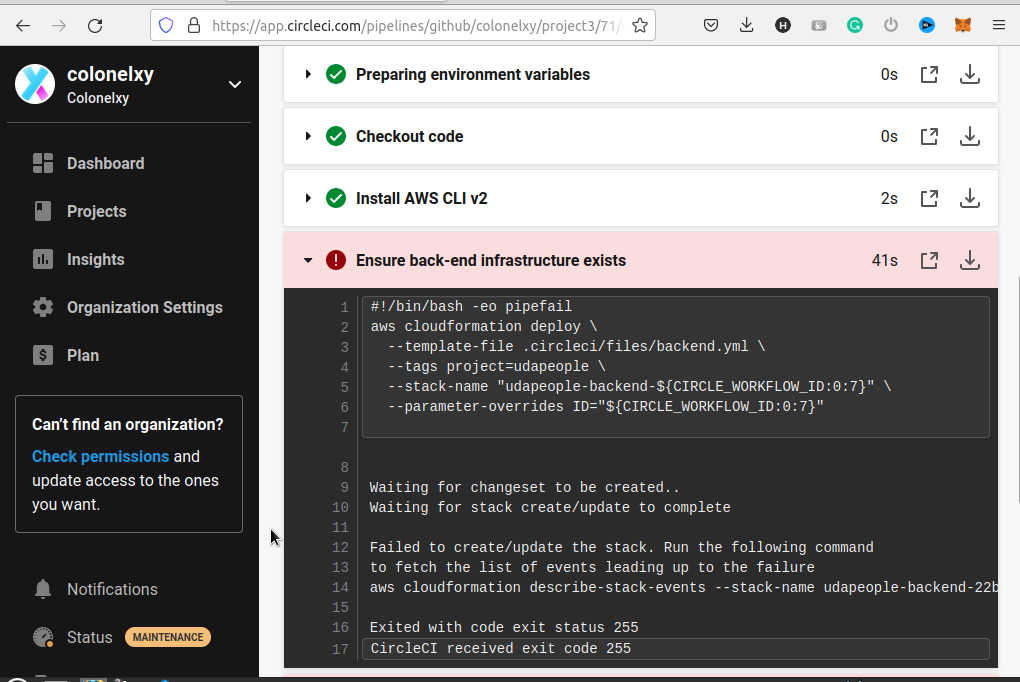 https://app.circleci.com/pipelines/github/colonelxy/project3/71/
colonelxy
Colonelxy
Dashboard
Projects
Insights
Organization Settings
Plan
Can't find an organization?
Check permissions and
update access to the ones
you want.
Notifications
Status MAINTENANCE
Preparing environment variables 0s
Checkout code 0s
Install AWS CLI v2 2s
Ensure back-end infrastructure exists 41s
1 #!/bin/bash -eo pipefail
2 aws cloudformation deploy \
3 --template-file .circleci/files/backend.yml \
4 --tags project=udapeople \
5 --stack-name "udapeople-backend-${CIRCLE_WORKFLOW_ID:0:7}" \
6 --parameter-overrides ID="${CIRCLE_WORKFLOW_ID:0:7}"
7
8
9 Waiting for changeset to be created..
10 Waiting for stack create/update to complete
11
12 Failed to create/update the stack. Run the following command
13 to fetch the list of events leading up to the failure
14 aws cloudformation describe-stack-events --stack-name udapeople-backend-22b
15
16 Exited with code exit status 255
17 CircleCI received exit code 255